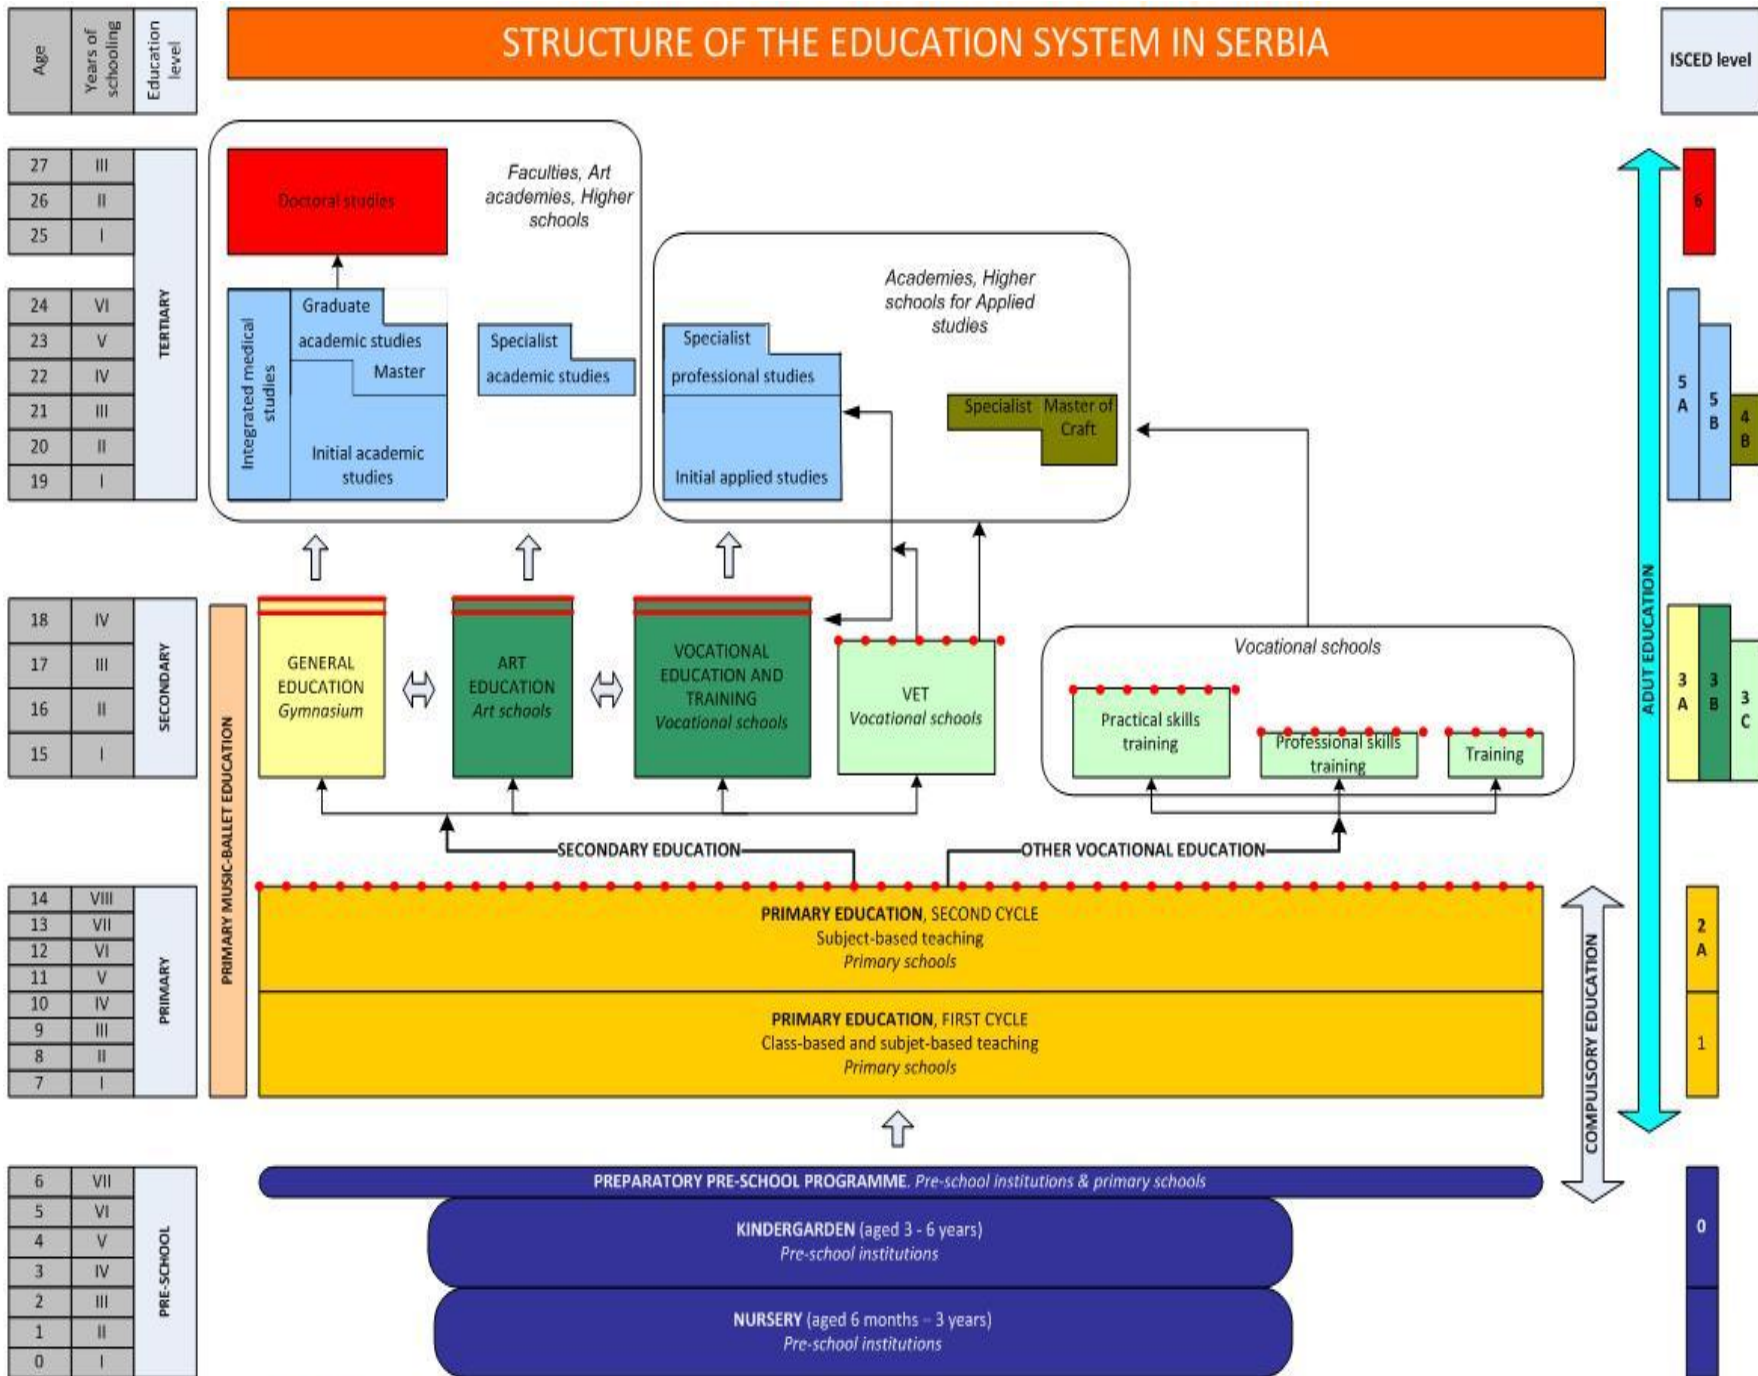 Age
Years of
schooling
Education
level
STRUCTURE OF THE EDUCATION SYSTEM IN SERBIA
ISCED level
27 III
26 II
25 I
24 VI
23 V
22 IV
21 III
20 II
19 I
TERTIARY
Doctoral studies
Faculties, Art
academies, Higher
schools
Integrated medical
studies
Graduate
academic studies
Master
Initial academic
studies
Specialist
academic studies
Academies, Higher
schools for Applied
studies
Specialist
professional studies
Initial applied studies
Specialist
Master of
Craft
6
5
A
5
B
4
B
18 IV
17 III
16 II
15 I
SECONDARY
PRIMARY MUSIC-BALLET EDUCATION
GENERAL
EDUCATION
Gymnasium
ART
EDUCATION
Art schools
VOCATIONAL
EDUCATION AND
TRAINING
Vocational schools
VET
Vocational schools
Vocational schools
Practical skills
training
Professional skills
training
Training
ADUT EDUCATION
3
A
3
B
3
C
SECONDARY EDUCATION
OTHER VOCATIONAL EDUCATION
14 VIII
13 VII
12 VI
11 V
10 IV
9 III
8 II
7 I
PRIMARY
PRIMARY EDUCATION, SECOND CYCLE
Subject-based teaching
Primary schools
PRIMARY EDUCATION, FIRST CYCLE
Class-based and subjet-based teaching
Primary schools
COMPULSORY EDUCATION
2
A
1
6 VII
5 VI
4 V
3 IV
2 III
1 II
0 I
PRE-SCHOOL
PREPARATORY PRE-SCHOOL PROGRAMME. Pre-school institutions & primary schools
KINDERGARDEN (aged 3 - 6 years)
Pre-school institutions
NURSERY (aged 6 months – 3 years)
Pre-school institutions
0